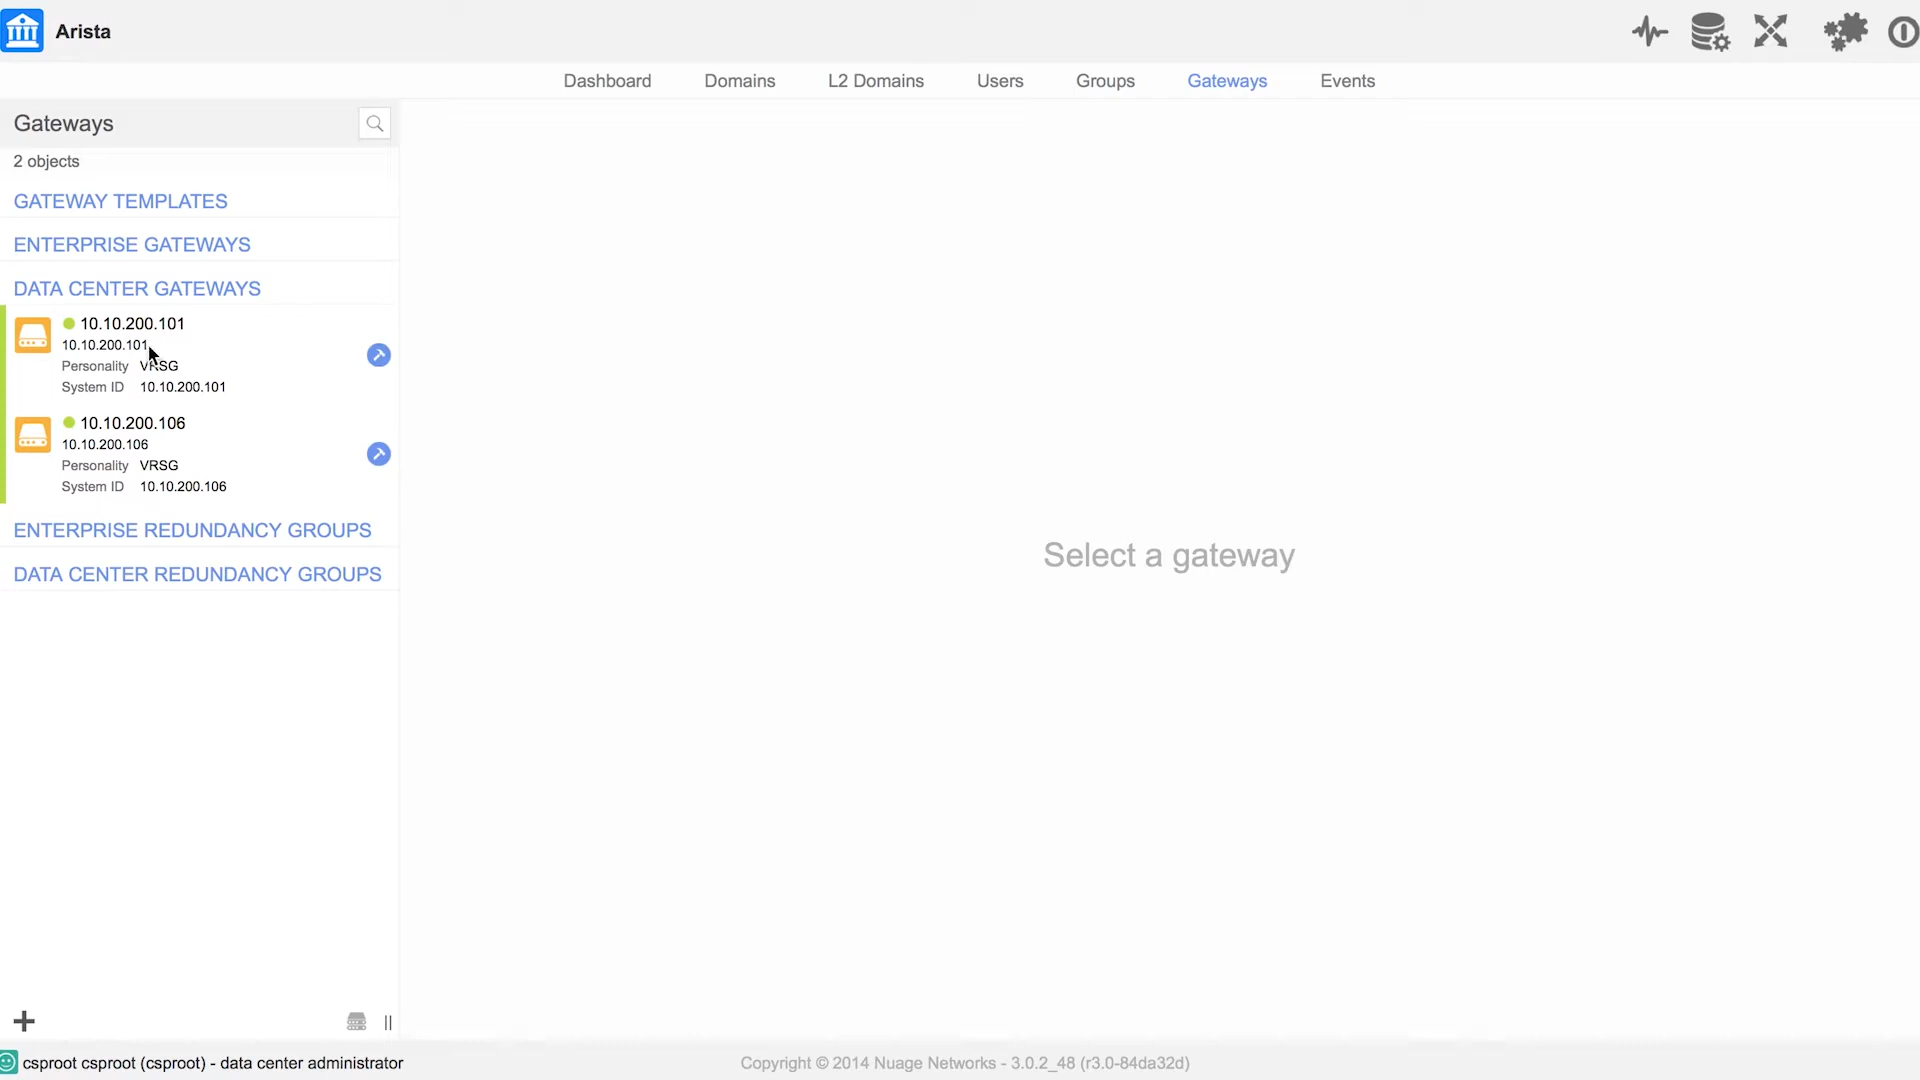 Arista
Dashboard Domains L2 Domains Users Groups Gateways Events
Gateways
2 objects
GATEWAY TEMPLATES
ENTERPRISE GATEWAYS
DATA CENTER GATEWAYS
10.10.200.101
10.10.200.101
Personality VRSG
System ID 10.10.200.101
10.10.200.106
10.10.200.106
Personality VRSG
System ID 10.10.200.106
ENTERPRISE REDUNDANCY GROUPS
DATA CENTER REDUNDANCY GROUPS
Select a gateway
csproot csproot (csproot) - data center administrator
Copyright © 2014 Nuage Networks - 3.0.2_48 (r3.0-84da32d)